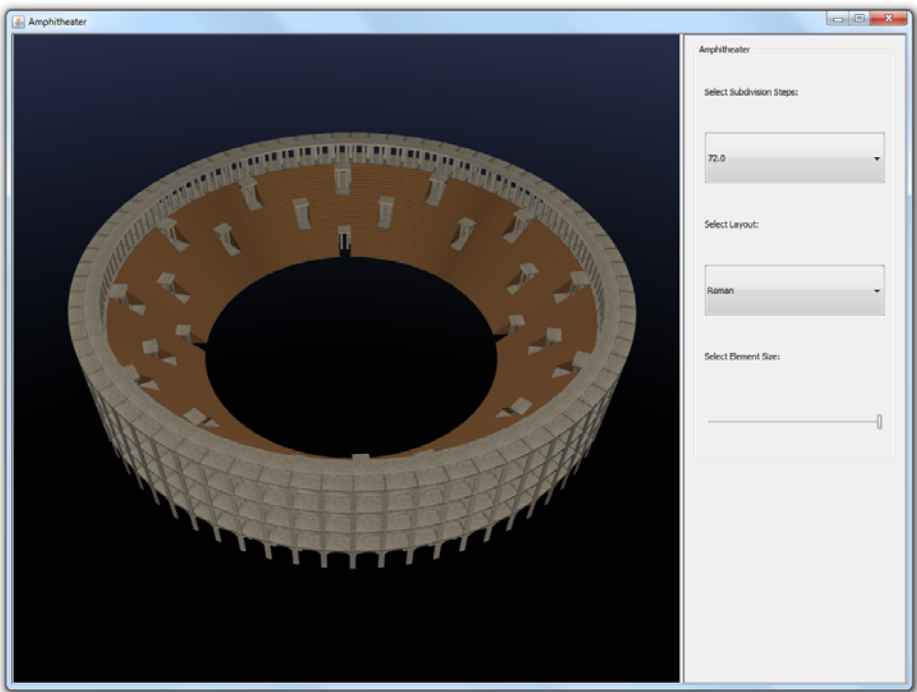 Amphitheater
Amphitheater
Select Subdivision Steps:
72.0
Select Layout:
Roman
Select Element Size: